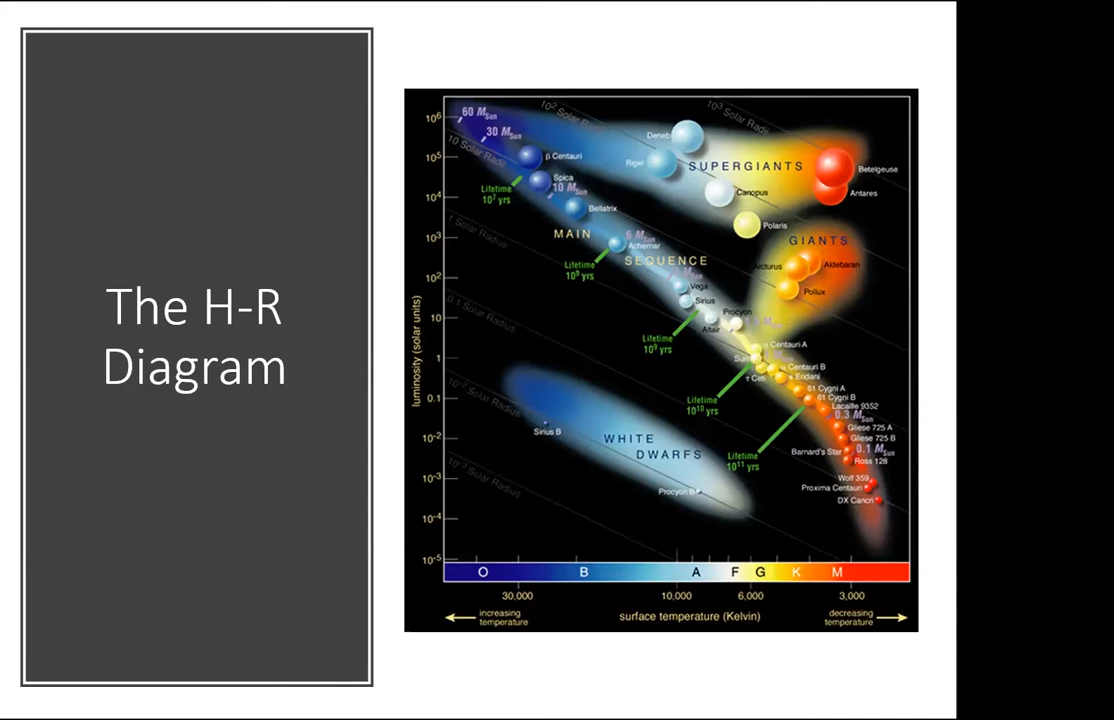 The H-R
Diagram
60 M_Sun
30 M_Sun
10² Solar Radii
10³ Solar Radii
10⁶
10 Solar Radii
Deneb
10⁵
β Centauri
Rigel
SUPERGIANTS
Betelgeuse
Spica
10 M_Sun
Lifetime
10⁷ yrs
10⁴
Canopus
Antares
Bellatrix
1 Solar Radius
Polaris
MAIN
10³
6 M_Sun
Achernar
GIANTS
SEQUENCE
Lifetime
10⁸ yrs
Arcturus
Aldebaran
10²
Vega
Pollux
0.1 Solar Radius
Sirius
10
Altair
Procyon
Lifetime
10⁹ yrs
α Centauri A
1
Sun
α Centauri B
τ Ceti
ε Eridani
10⁻² Solar Radius
61 Cygni A
61 Cygni B
0.1
Lifetime
10¹⁰ yrs
Lacaille 9352
0.3 M_Sun
Gliese 725 A
Gliese 725 B
10⁻²
Sirius B
WHITE
DWARFS
Barnard's Star
0.1 M_Sun
Ross 128
Lifetime
10¹¹ yrs
10⁻³ Solar Radius
10⁻³
Wolf 359
Proxima Centauri
Procyon B
DX Cancri
10⁻⁴
10⁻⁵
luminosity (solar units)
O B A F G K M
30,000 10,000 6,000 3,000
increasing
temperature
surface temperature (Kelvin)
decreasing
temperature